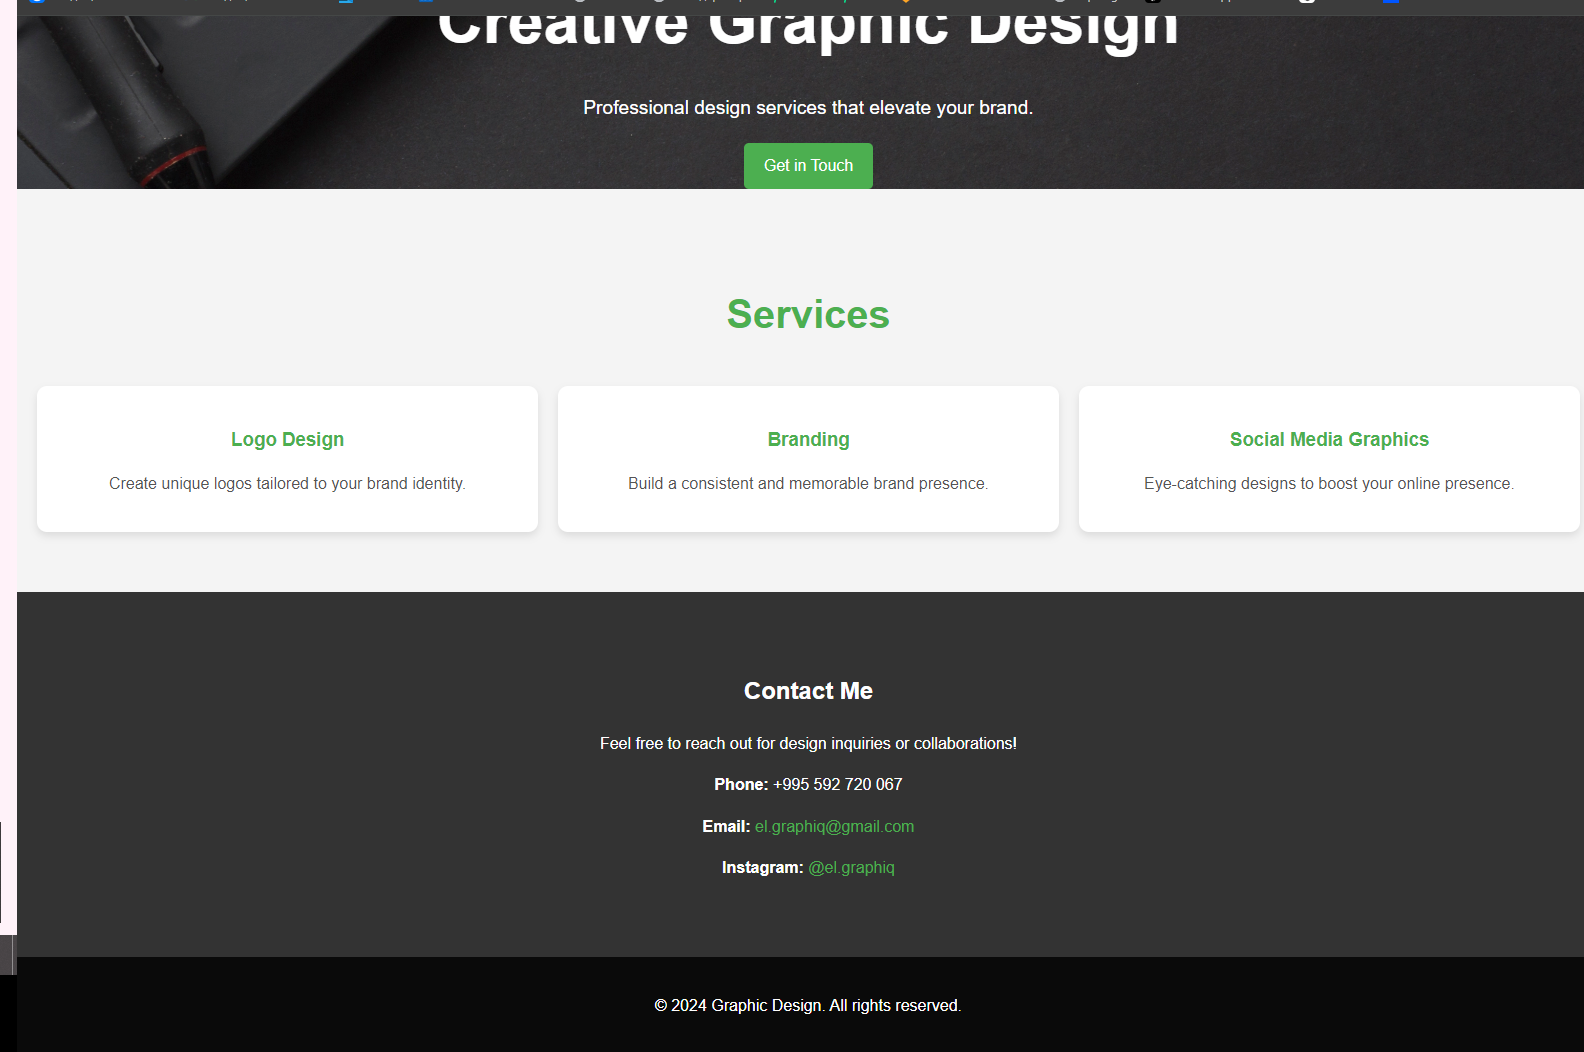 Creative Graphic Design
Professional design services that elevate your brand.
Get in Touch
Services
Logo Design
Create unique logos tailored to your brand identity.
Branding
Build a consistent and memorable brand presence.
Social Media Graphics
Eye-catching designs to boost your online presence.
Contact Me
Feel free to reach out for design inquiries or collaborations!
Phone: +995 592 720 067
Email: el.graphiq@gmail.com
Instagram: @el.graphiq
© 2024 Graphic Design. All rights reserved.